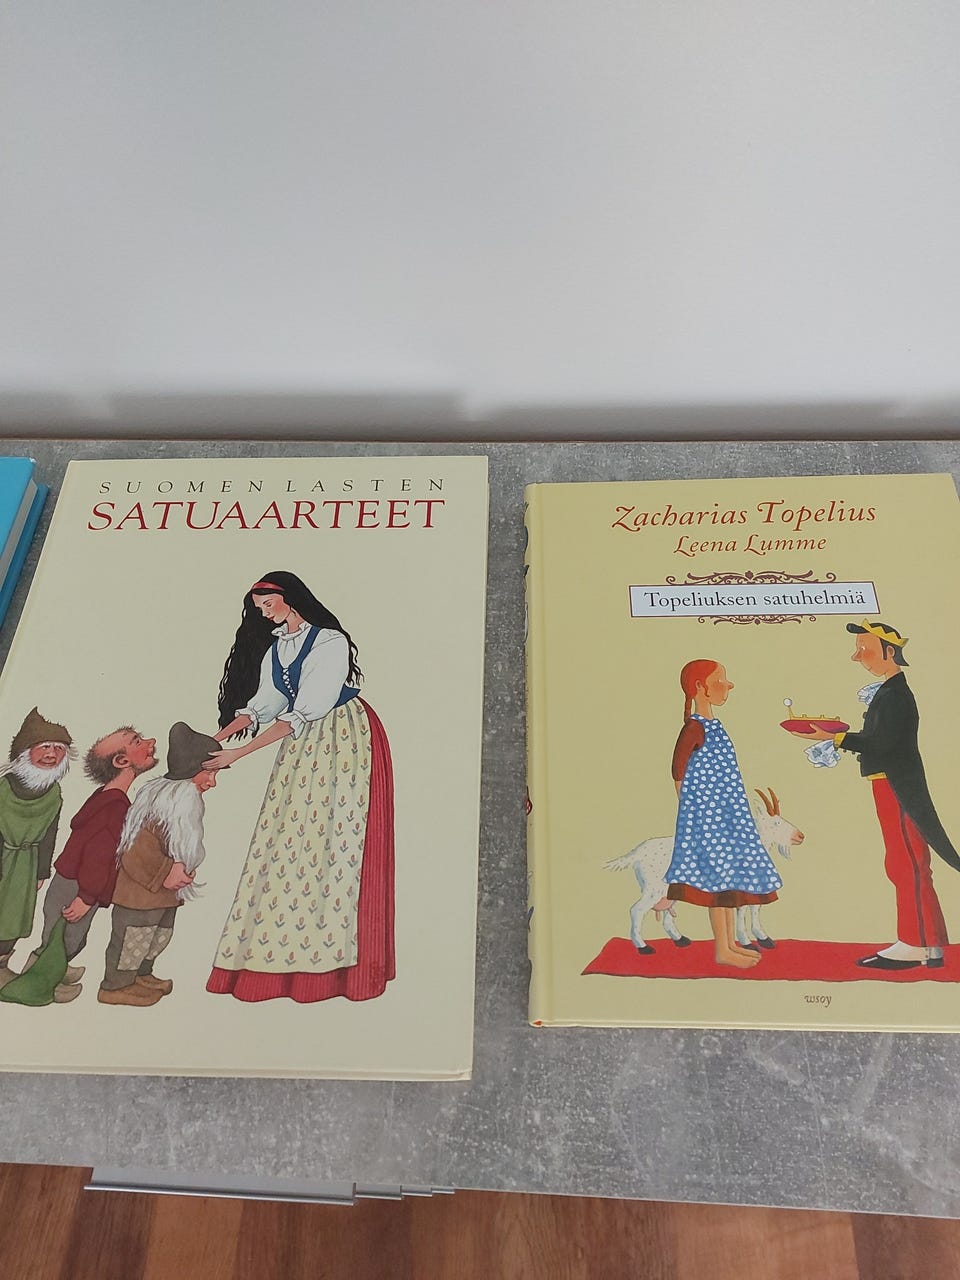 SUOMEN LASTEN
SATUAARTEET
Zacharias Topelius
Leena Lumme
Topeliuksen satuhelmiä
wsoy